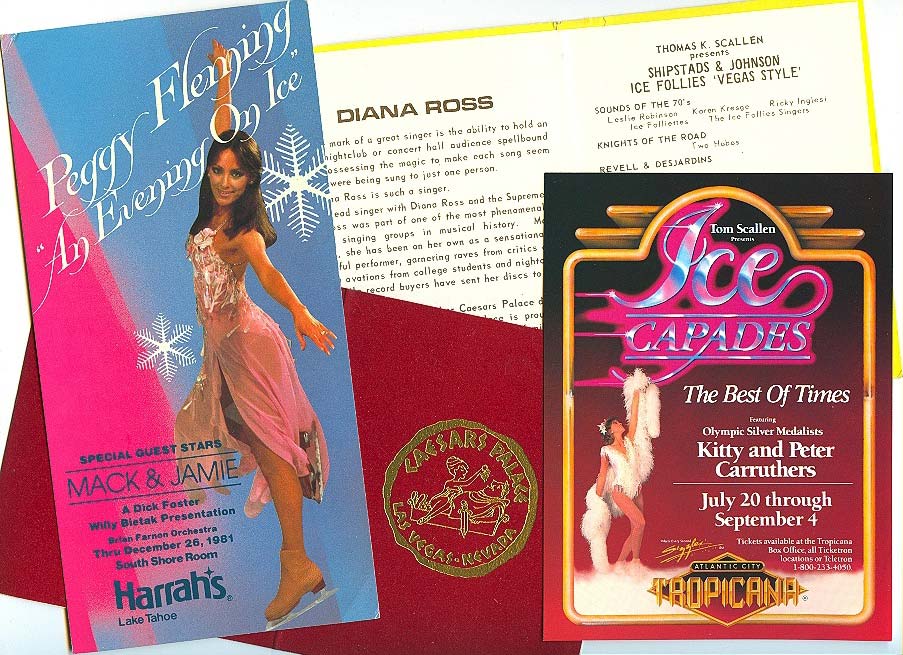 Peggy Fleming
"An Evening On Ice"
SPECIAL GUEST STARS
MACK & JAMIE
A Dick Foster
Willy Bietak Presentation
Brian Farnon Orchestra
Thru December 26, 1981
South Shore Room
Harrah's®
Lake Tahoe
DIANA ROSS
mark of a great singer is the ability to hold an
nightclub or concert hall audience spellbound
ossessing the magic to make each song seem
were being sung to just one person.
a Ross is such a singer.
ead singer with Diana Ross and the Supreme
ss was part of one of the most phenomenal
singing groups in musical history.
, she has been on her own as a sensational
ful performer, garnering raves from critics
ovations from college students and night
record buyers have sent her discs to
Caesars Palace
is prou
THOMAS K. SCALLEN
presents
SHIPSTADS & JOHNSON
ICE FOLLIES 'VEGAS STYLE'
SOUNDS OF THE 70's
Leslie Robinson Karen Kresge Ricky Inglesi
Ice Folliettes The Ice Follies Singers
KNIGHTS OF THE ROAD
Two Hobos
REVELL & DESJARDINS
CAESARS PALACE
LAS VEGAS · NEVADA
Tom Scallen
Presents
Ice
CAPADES
The Best Of Times
Featuring
Olympic Silver Medalists
Kitty and Peter
Carruthers
July 20 through
September 4
Tickets available at the Tropicana
Box Office, all Ticketron
locations or Teletron
1-800-233-4050.
ATLANTIC CITY
TROPICANA®